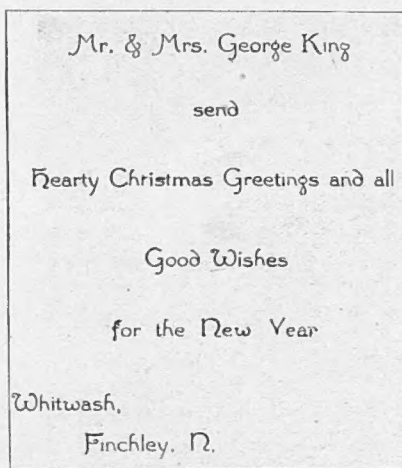 Mr. & Mrs. George King
send
Hearty Christmas Greetings and all
Good Wishes
for the New Year
Whitwash,
Finchley. N.